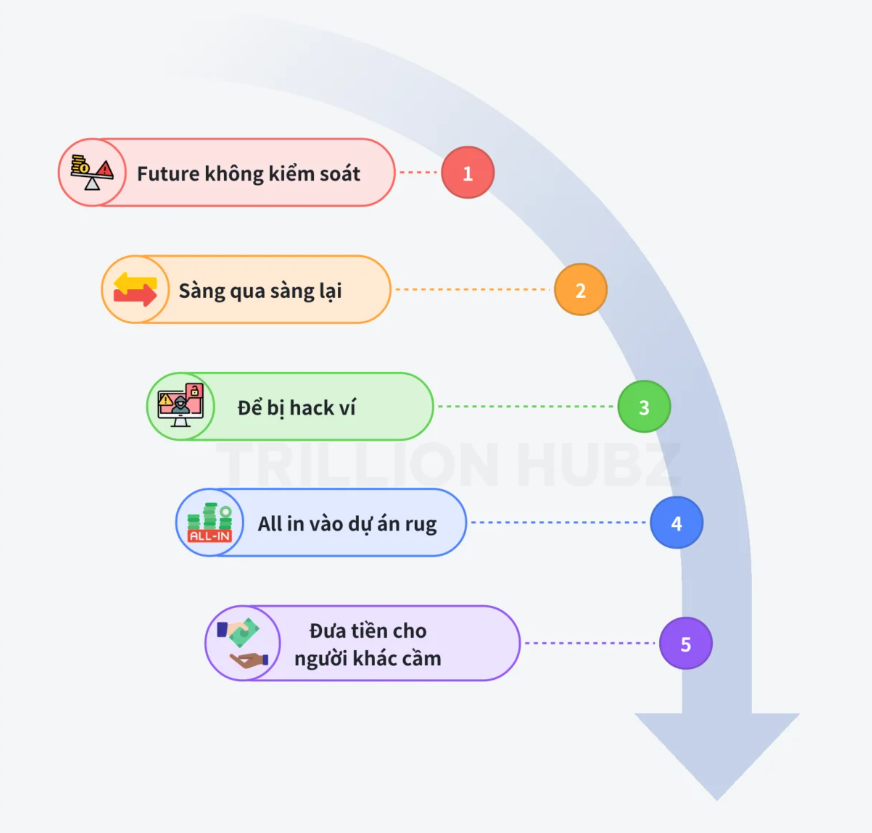 Future không kiểm soát
1
Sàng qua sàng lại
2
Để bị hack ví
3
TRILLION HUBZ
ALL-IN
All in vào dự án rug
4
Đưa tiền cho
người khác cầm
5